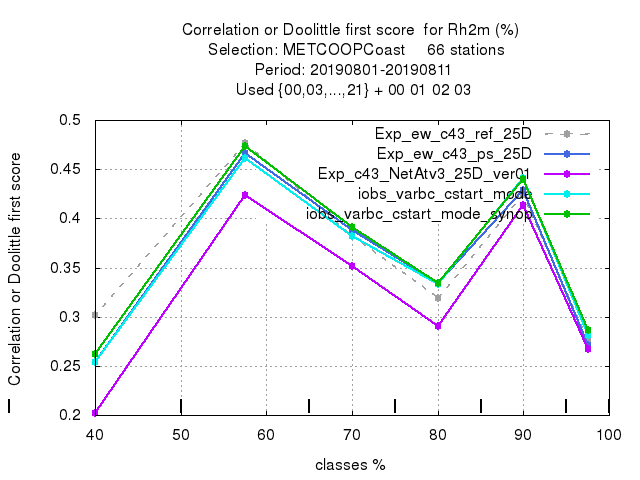 Correlation or Doolittle first score  for Rh2m (%)
Selection: METCOOPCoast     66 stations
Period: 20190801-20190811
Used {00,03,...,21} + 00 01 02 03
Exp_ew_c43_ref_25D
Exp_ew_c43_ps_25D
Exp_c43_NetAtv3_25D_ver01
iobs_varbc_cstart_mode
iobs_varbc_cstart_mode_synop
Correlation or Doolittle first score
0.5
0.45
0.4
0.35
0.3
0.25
0.2
40 50 60 70 80 90 100
classes %